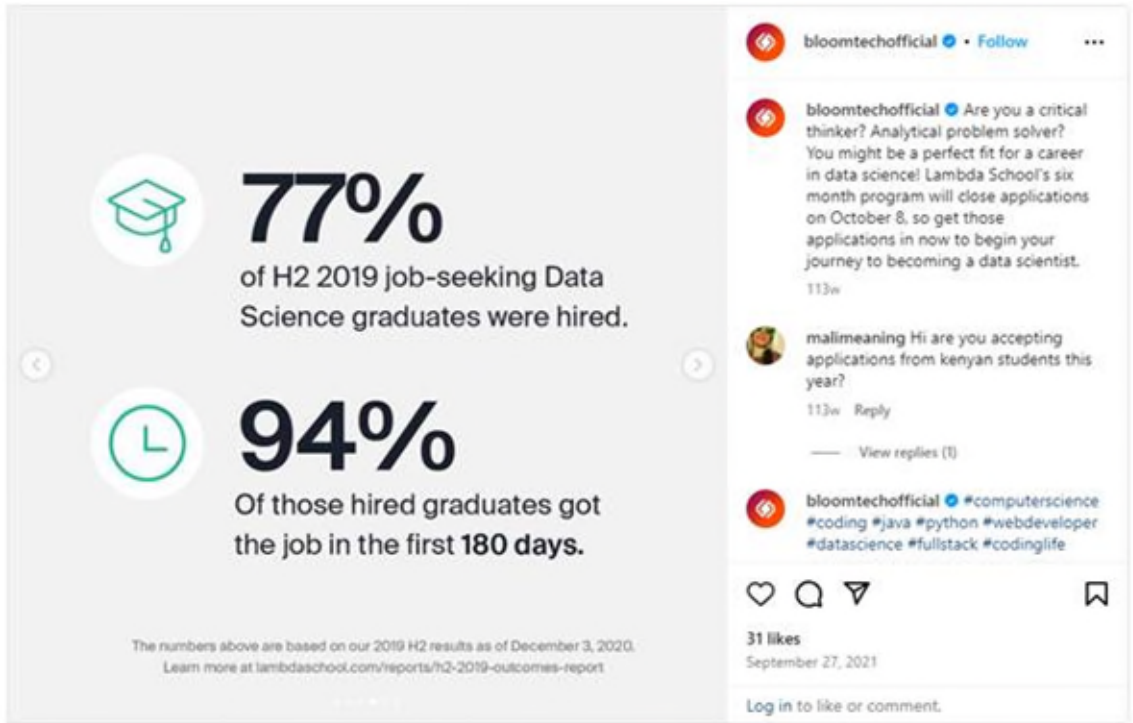 77%
of H2 2019 job-seeking Data
Science graduates were hired.
94%
Of those hired graduates got
the job in the first 180 days.
The numbers above are based on our 2019 H2 results as of December 3, 2020.
Learn more at lambdaschool.com/reports/h2-2019-outcomes-report
bloomtechofficial • Follow
bloomtechofficial Are you a critical
thinker? Analytical problem solver?
You might be a perfect fit for a career
in data science! Lambda School's six
month program will close applications
on October 8, so get those
applications in now to begin your
journey to becoming a data scientist.
113w
malimeaning Hi are you accepting
applications from kenyan students this
year?
113w Reply
View replies (1)
bloomtechofficial #computerscience
#coding #java #python #webdeveloper
#datascience #fullstack #codinglife
31 likes
September 27, 2021
Log in to like or comment.